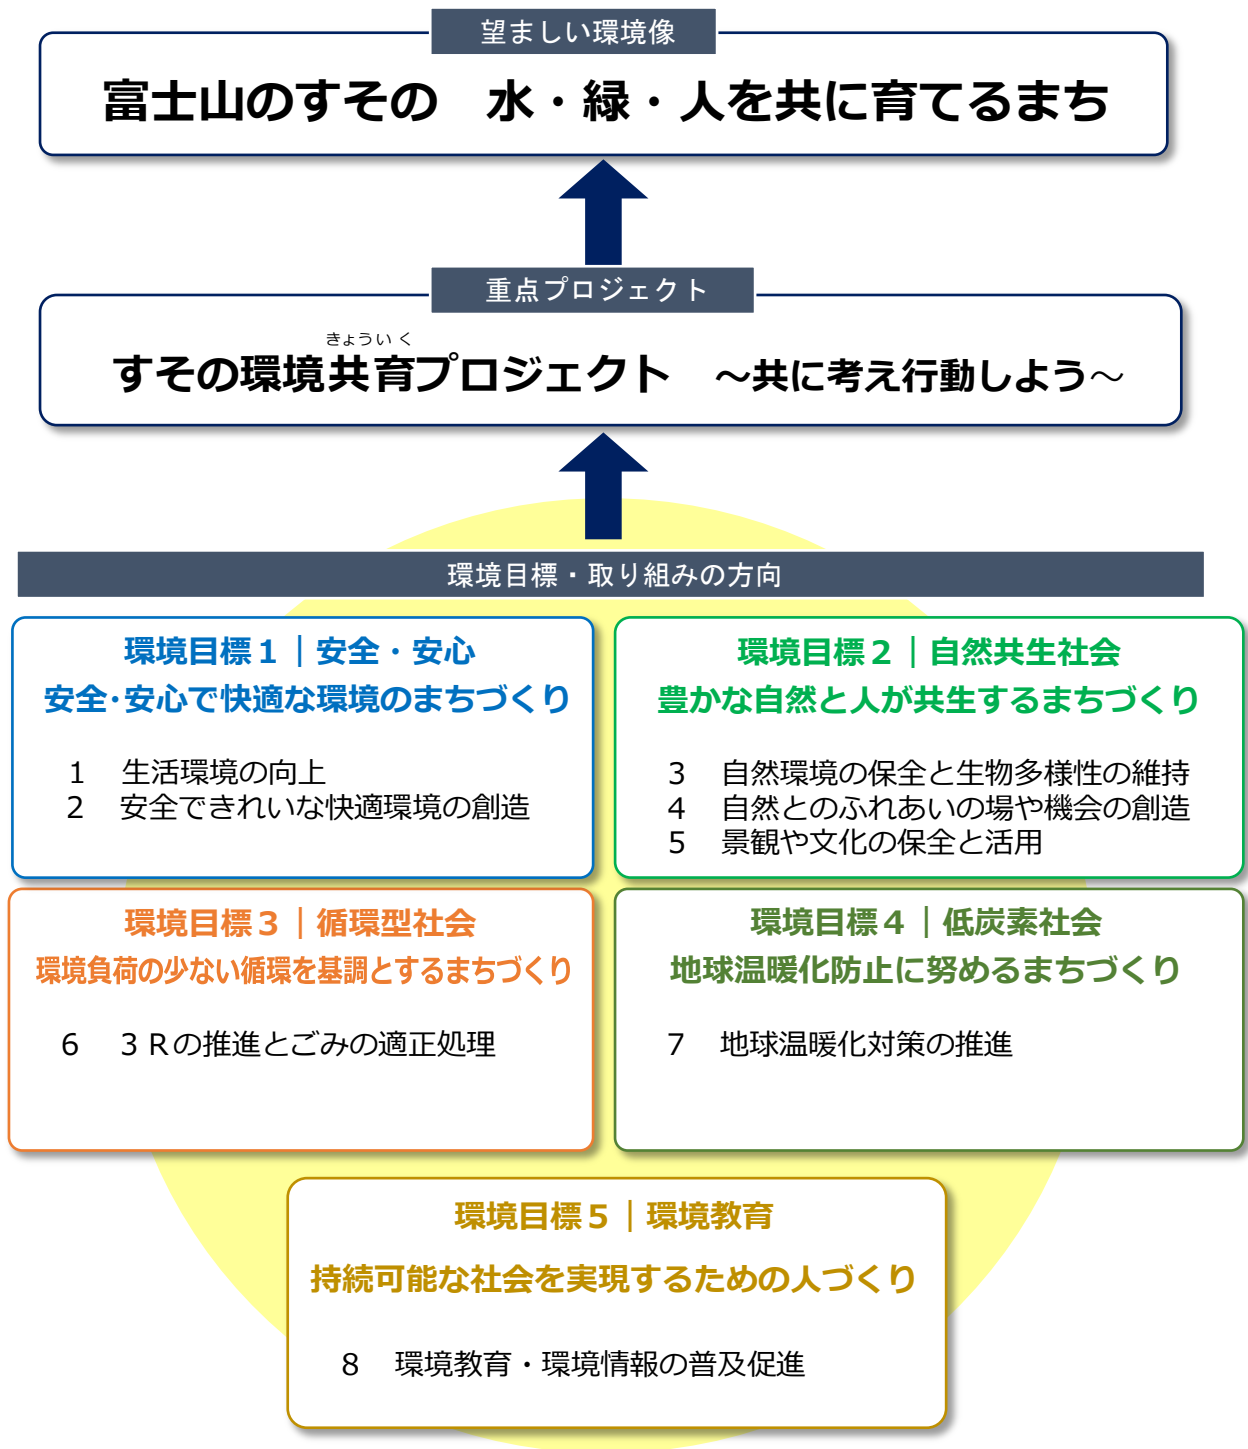 望ましい環境像
富士山のすその　水・緑・人を共に育てるまち
重点プロジェクト
きょういく
すその環境共育プロジェクト　～共に考え行動しよう～
環境目標・取り組みの方向
環境目標１｜安全・安心
安全・安心で快適な環境のまちづくり
1　生活環境の向上
2　安全できれいな快適環境の創造
環境目標２｜自然共生社会
豊かな自然と人が共生するまちづくり
3　自然環境の保全と生物多様性の維持
4　自然とのふれあいの場や機会の創造
5　景観や文化の保全と活用
環境目標３｜循環型社会
環境負荷の少ない循環を基調とするまちづくり
6　３Ｒの推進とごみの適正処理
環境目標４｜低炭素社会
地球温暖化防止に努めるまちづくり
7　地球温暖化対策の推進
環境目標５｜環境教育
持続可能な社会を実現するための人づくり
8　環境教育・環境情報の普及促進